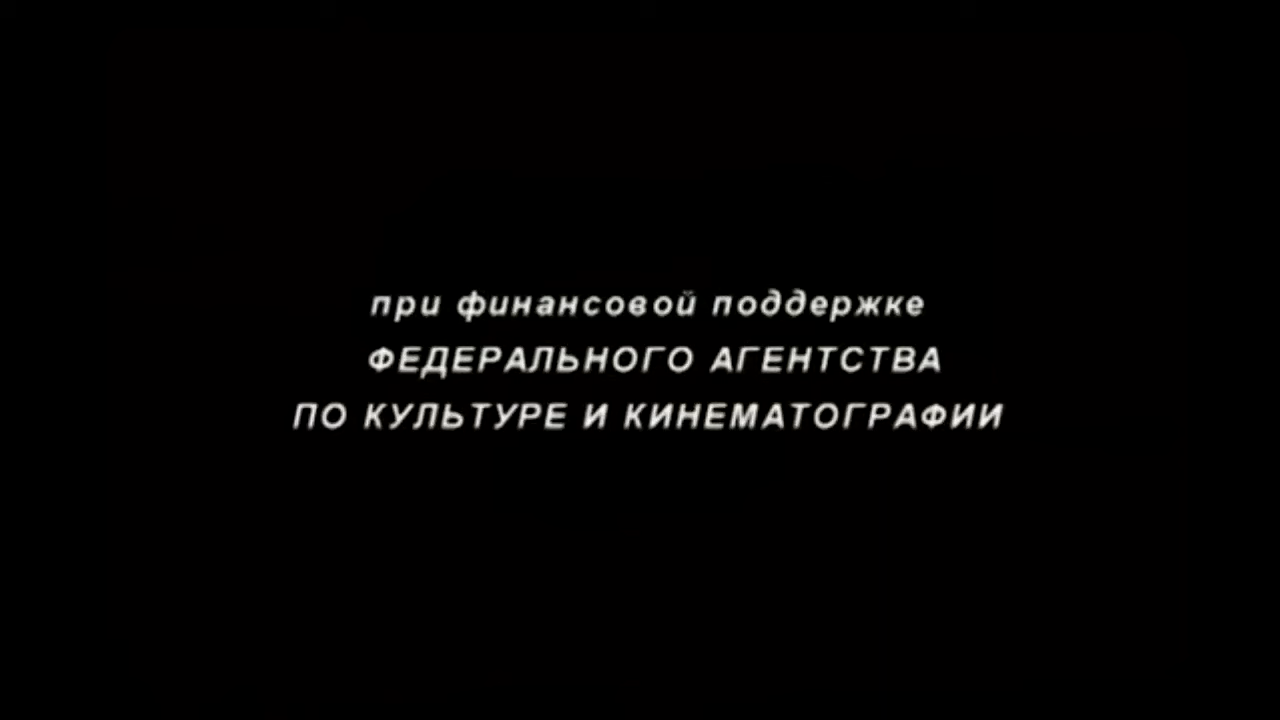 при финансовой поддержке
ФЕДЕРАЛЬНОГО АГЕНТСТВА
ПО КУЛЬТУРЕ И КИНЕМАТОГРАФИИ